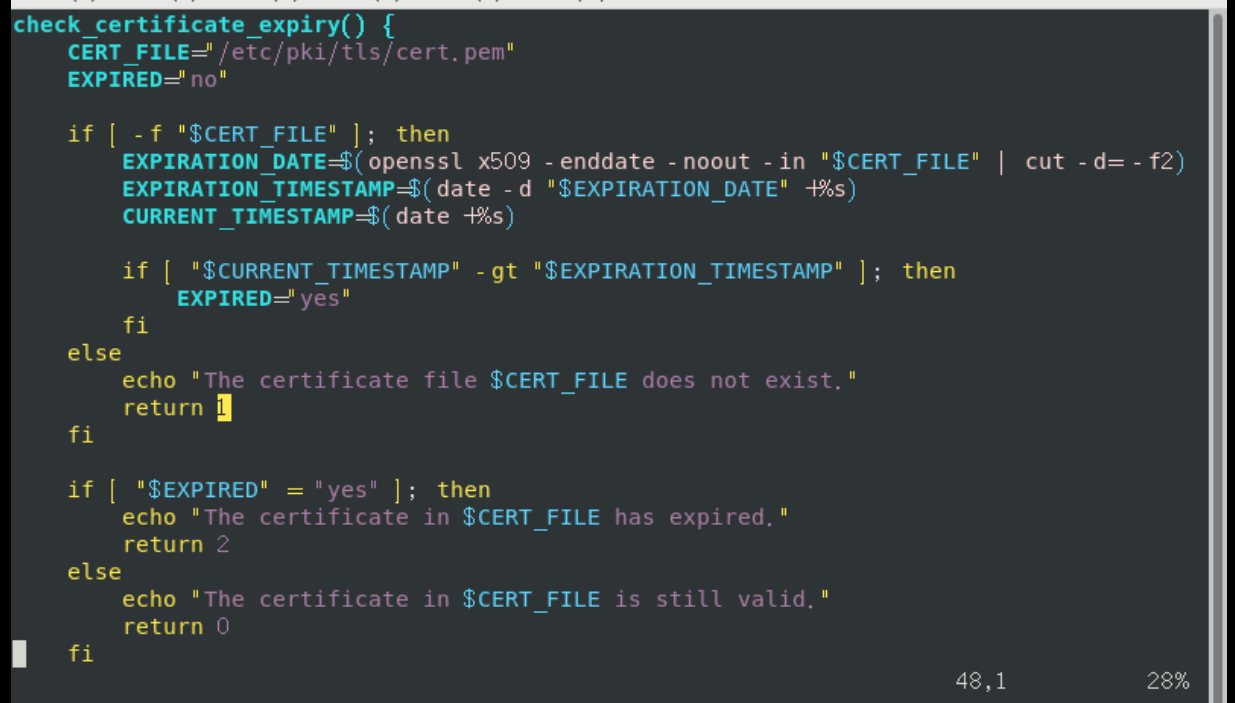 check_certificate_expiry() {
    CERT_FILE="/etc/pki/tls/cert.pem"
    EXPIRED="no"

    if [ -f "$CERT_FILE" ]; then
        EXPIRATION_DATE=$(openssl x509 -enddate -noout -in "$CERT_FILE" | cut -d= -f2)
        EXPIRATION_TIMESTAMP=$(date -d "$EXPIRATION_DATE" +%s)
        CURRENT_TIMESTAMP=$(date +%s)

        if [ "$CURRENT_TIMESTAMP" -gt "$EXPIRATION_TIMESTAMP" ]; then
            EXPIRED="yes"
        fi
    else
        echo "The certificate file $CERT_FILE does not exist."
        return 1
    fi

    if [ "$EXPIRED" = "yes" ]; then
        echo "The certificate in $CERT_FILE has expired."
        return 2
    else
        echo "The certificate in $CERT_FILE is still valid."
        return 0
    fi
48,1 28%